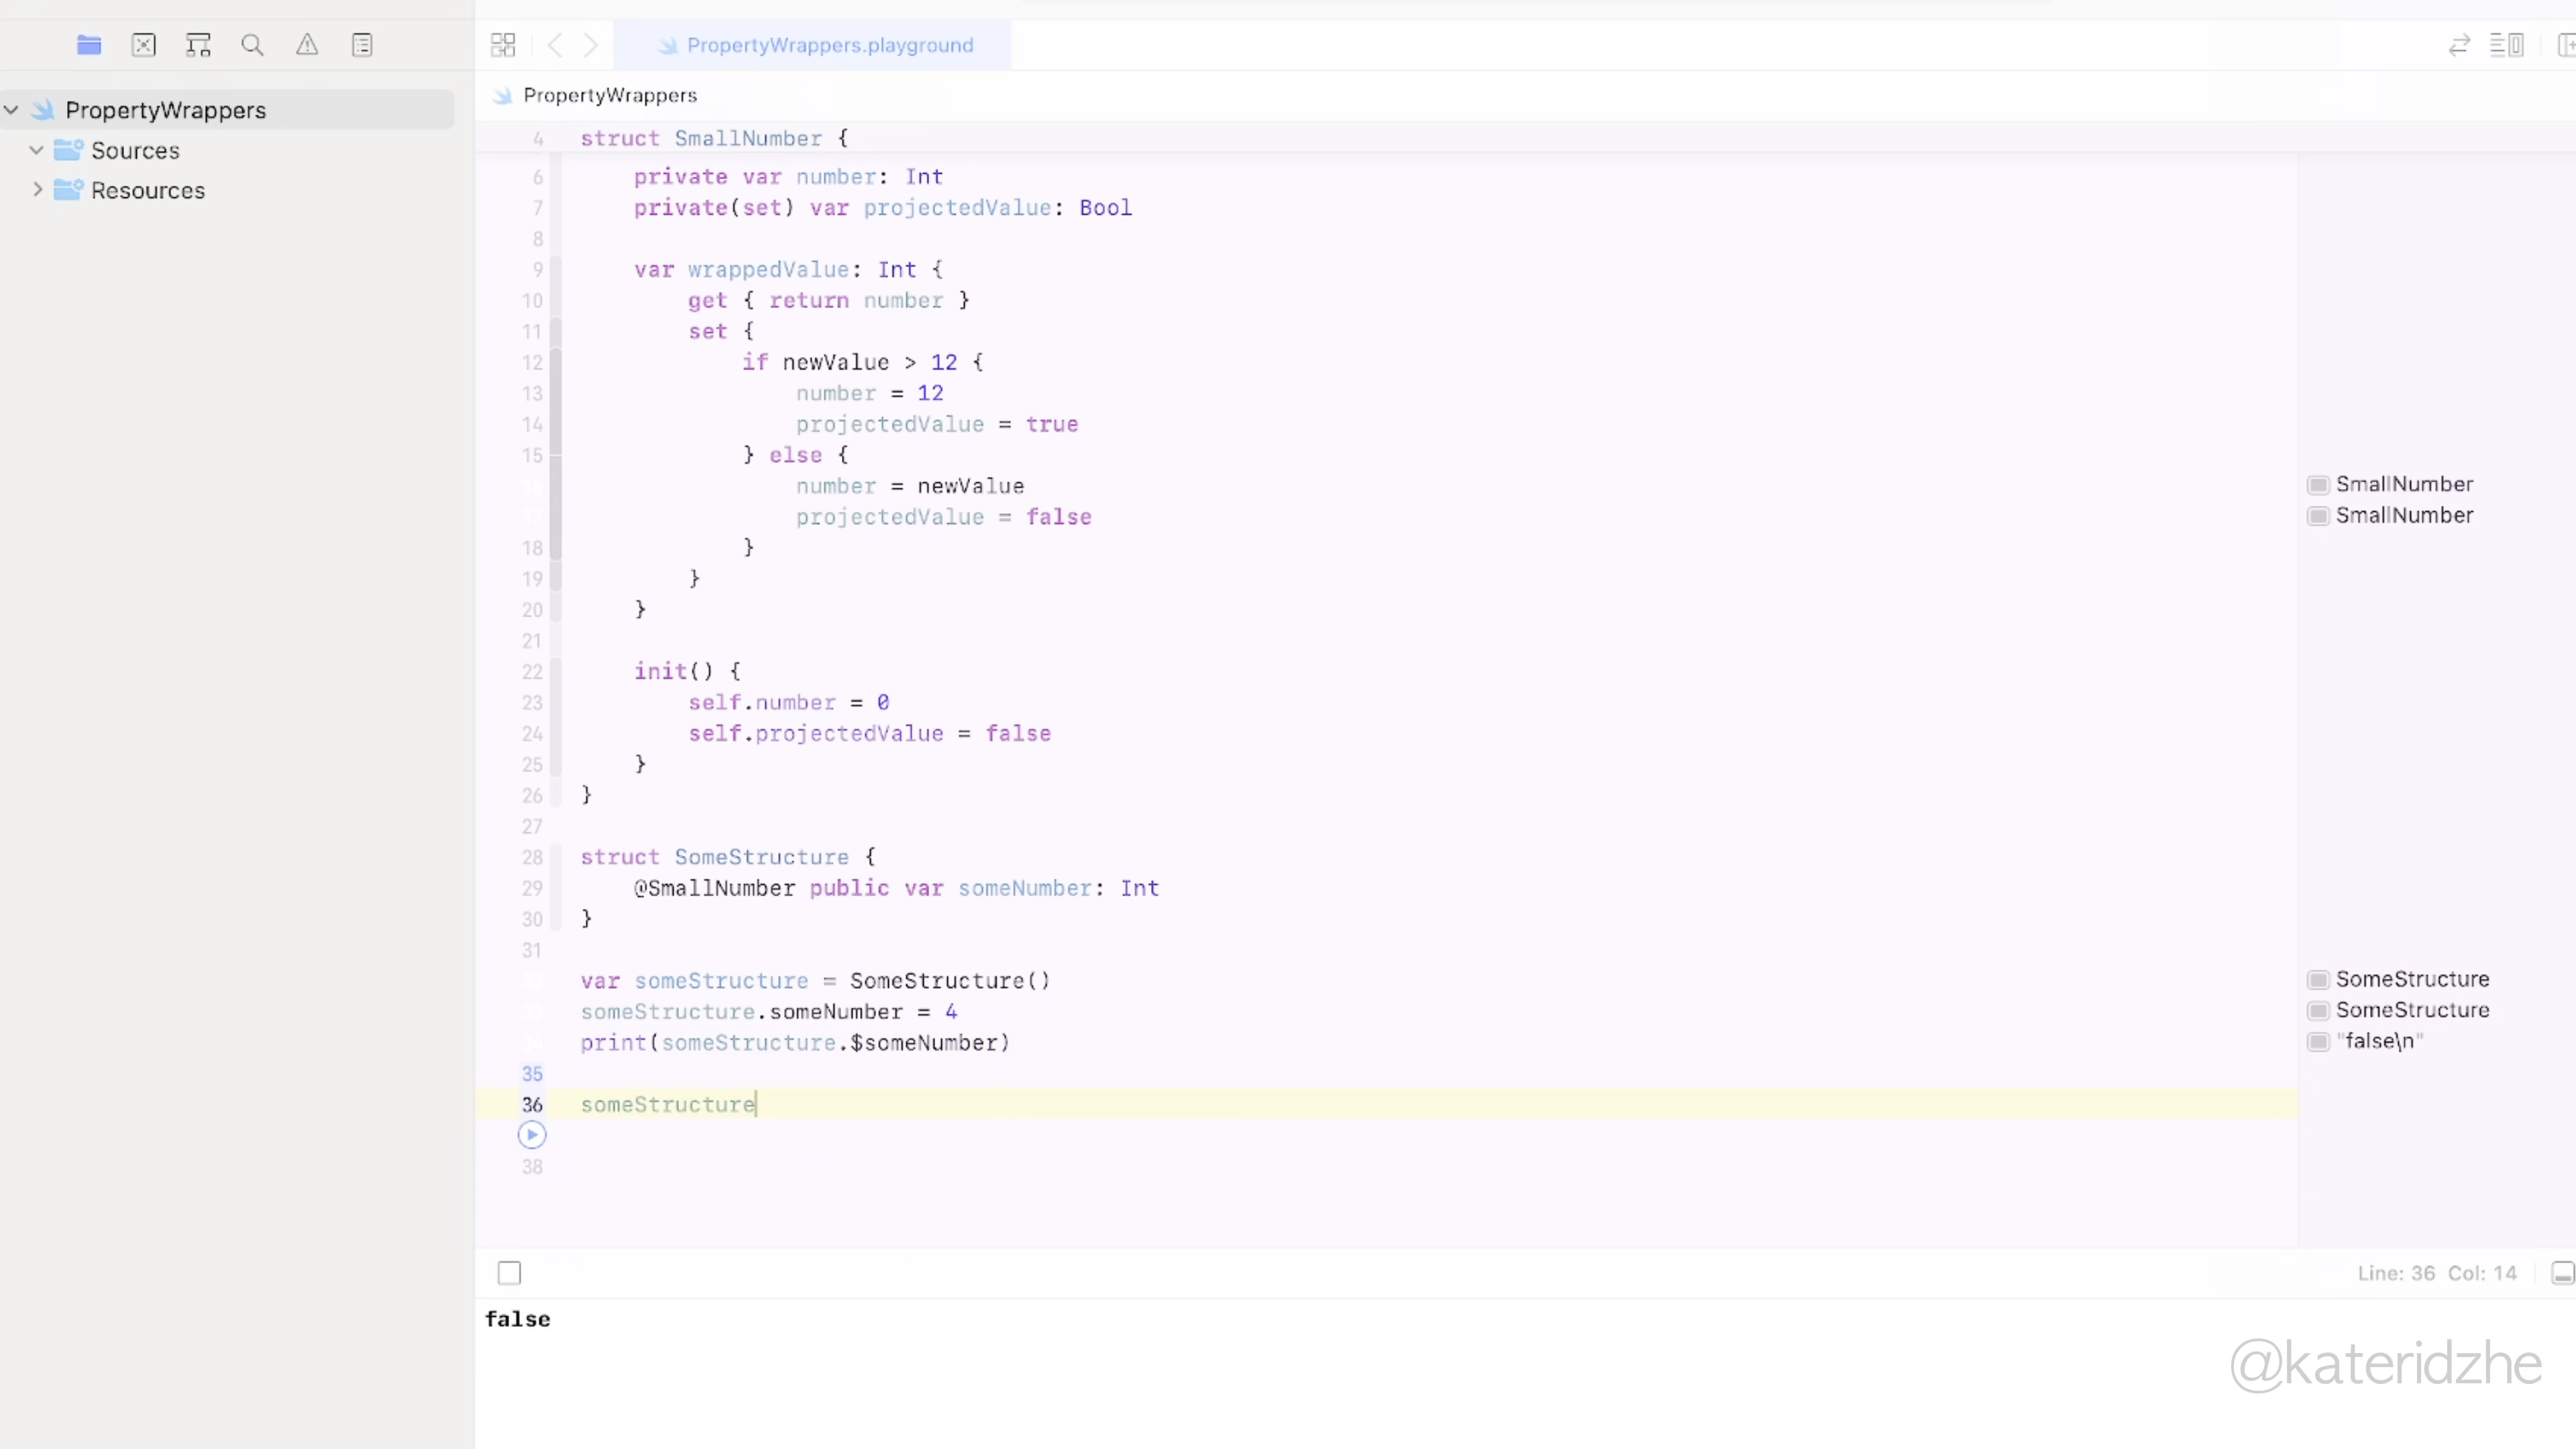 PropertyWrappers.playground
PropertyWrappers
Sources
Resources
PropertyWrappers
4 struct SmallNumber {
6 private var number: Int
7 private(set) var projectedValue: Bool
8
9 var wrappedValue: Int {
10 get { return number }
11 set {
12 if newValue > 12 {
13 number = 12
14 projectedValue = true
15 } else {
16 number = newValue
SmallNumber
17 projectedValue = false
SmallNumber
18 }
19 }
20 }
21
22 init() {
23 self.number = 0
24 self.projectedValue = false
25 }
26 }
27
28 struct SomeStructure {
29 @SmallNumber public var someNumber: Int
30 }
31
32 var someStructure = SomeStructure()
SomeStructure
33 someStructure.someNumber = 4
SomeStructure
34 print(someStructure.$someNumber)
"false\n"
35
36 someStructure
38
Line: 36 Col: 14
false
@kateridzhe